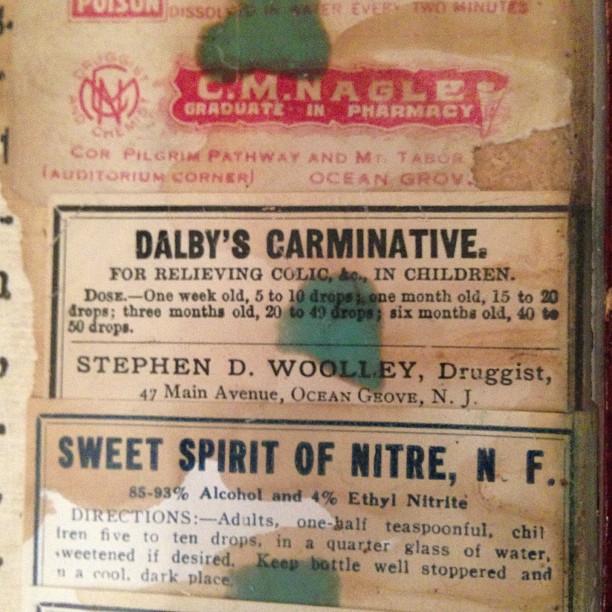 POISON
DISSOLVED IN WATER EVERY TWO MINUTES
DRUGGIST CHEMIST
C.M.NAGLE
GRADUATE IN PHARMACY
COR PILGRIM PATHWAY AND MT. TABOR
(AUDITORIUM CORNER) OCEAN GROV
DALBY'S CARMINATIVE.
FOR RELIEVING COLIC, &c., IN CHILDREN.
DOSE.—One week old, 5 to 10 drops; one month old, 15 to 20
drops; three months old, 20 to 40 drops; six months old, 40 to
50 drops.
STEPHEN D. WOOLLEY, Druggist,
47 Main Avenue, OCEAN GROVE, N. J.
SWEET SPIRIT OF NITRE, N F.
85-93% Alcohol and 4% Ethyl Nitrite
DIRECTIONS:—Adults, one-half teaspoonful, chil
iren five to ten drops, in a quarter glass of water,
sweetened if desired. Keep bottle well stoppered and
n a cool, dark place.